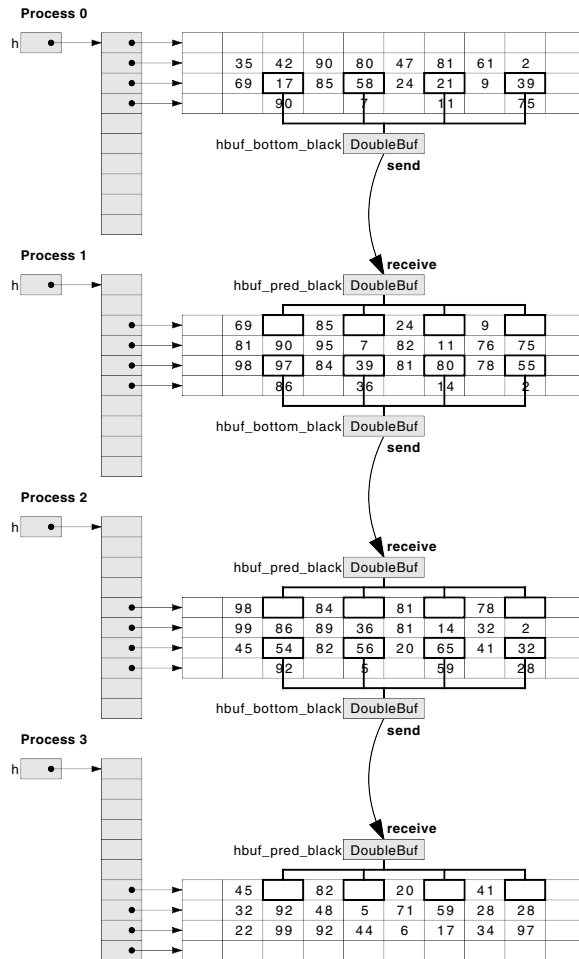 Process 0
h
35 42 90 80 47 81 61 2
69 17 85 58 24 21 9 39
90 7 11 75
hbuf_bottom_black DoubleBuf
send
Process 1
receive
h
hbuf_pred_black DoubleBuf
69 85 24 9
81 90 95 7 82 11 76 75
98 97 84 39 81 80 78 55
86 36 14 2
hbuf_bottom_black DoubleBuf
send
Process 2
receive
h
hbuf_pred_black DoubleBuf
98 84 81 78
99 86 89 36 81 14 32 2
45 54 82 56 20 65 41 32
92 5 59 28
hbuf_bottom_black DoubleBuf
send
Process 3
h
receive
hbuf_pred_black DoubleBuf
45 82 20 41
32 92 48 5 71 59 28 28
22 99 92 44 6 17 34 97